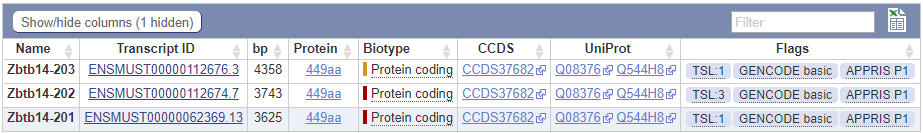 Show/hide columns (1 hidden) Filter
Name Transcript ID bp Protein Biotype CCDS UniProt Flags
Zbtb14-203 ENSMUST00000112676.3 4358 449aa Protein coding CCDS37682 Q08376 Q544H8 TSL:1 GENCODE basic APPRIS P1
Zbtb14-202 ENSMUST00000112674.7 3743 449aa Protein coding CCDS37682 Q08376 Q544H8 TSL:3 GENCODE basic APPRIS P1
Zbtb14-201 ENSMUST00000062369.13 3625 449aa Protein coding CCDS37682 Q08376 Q544H8 TSL:1 GENCODE basic APPRIS P1